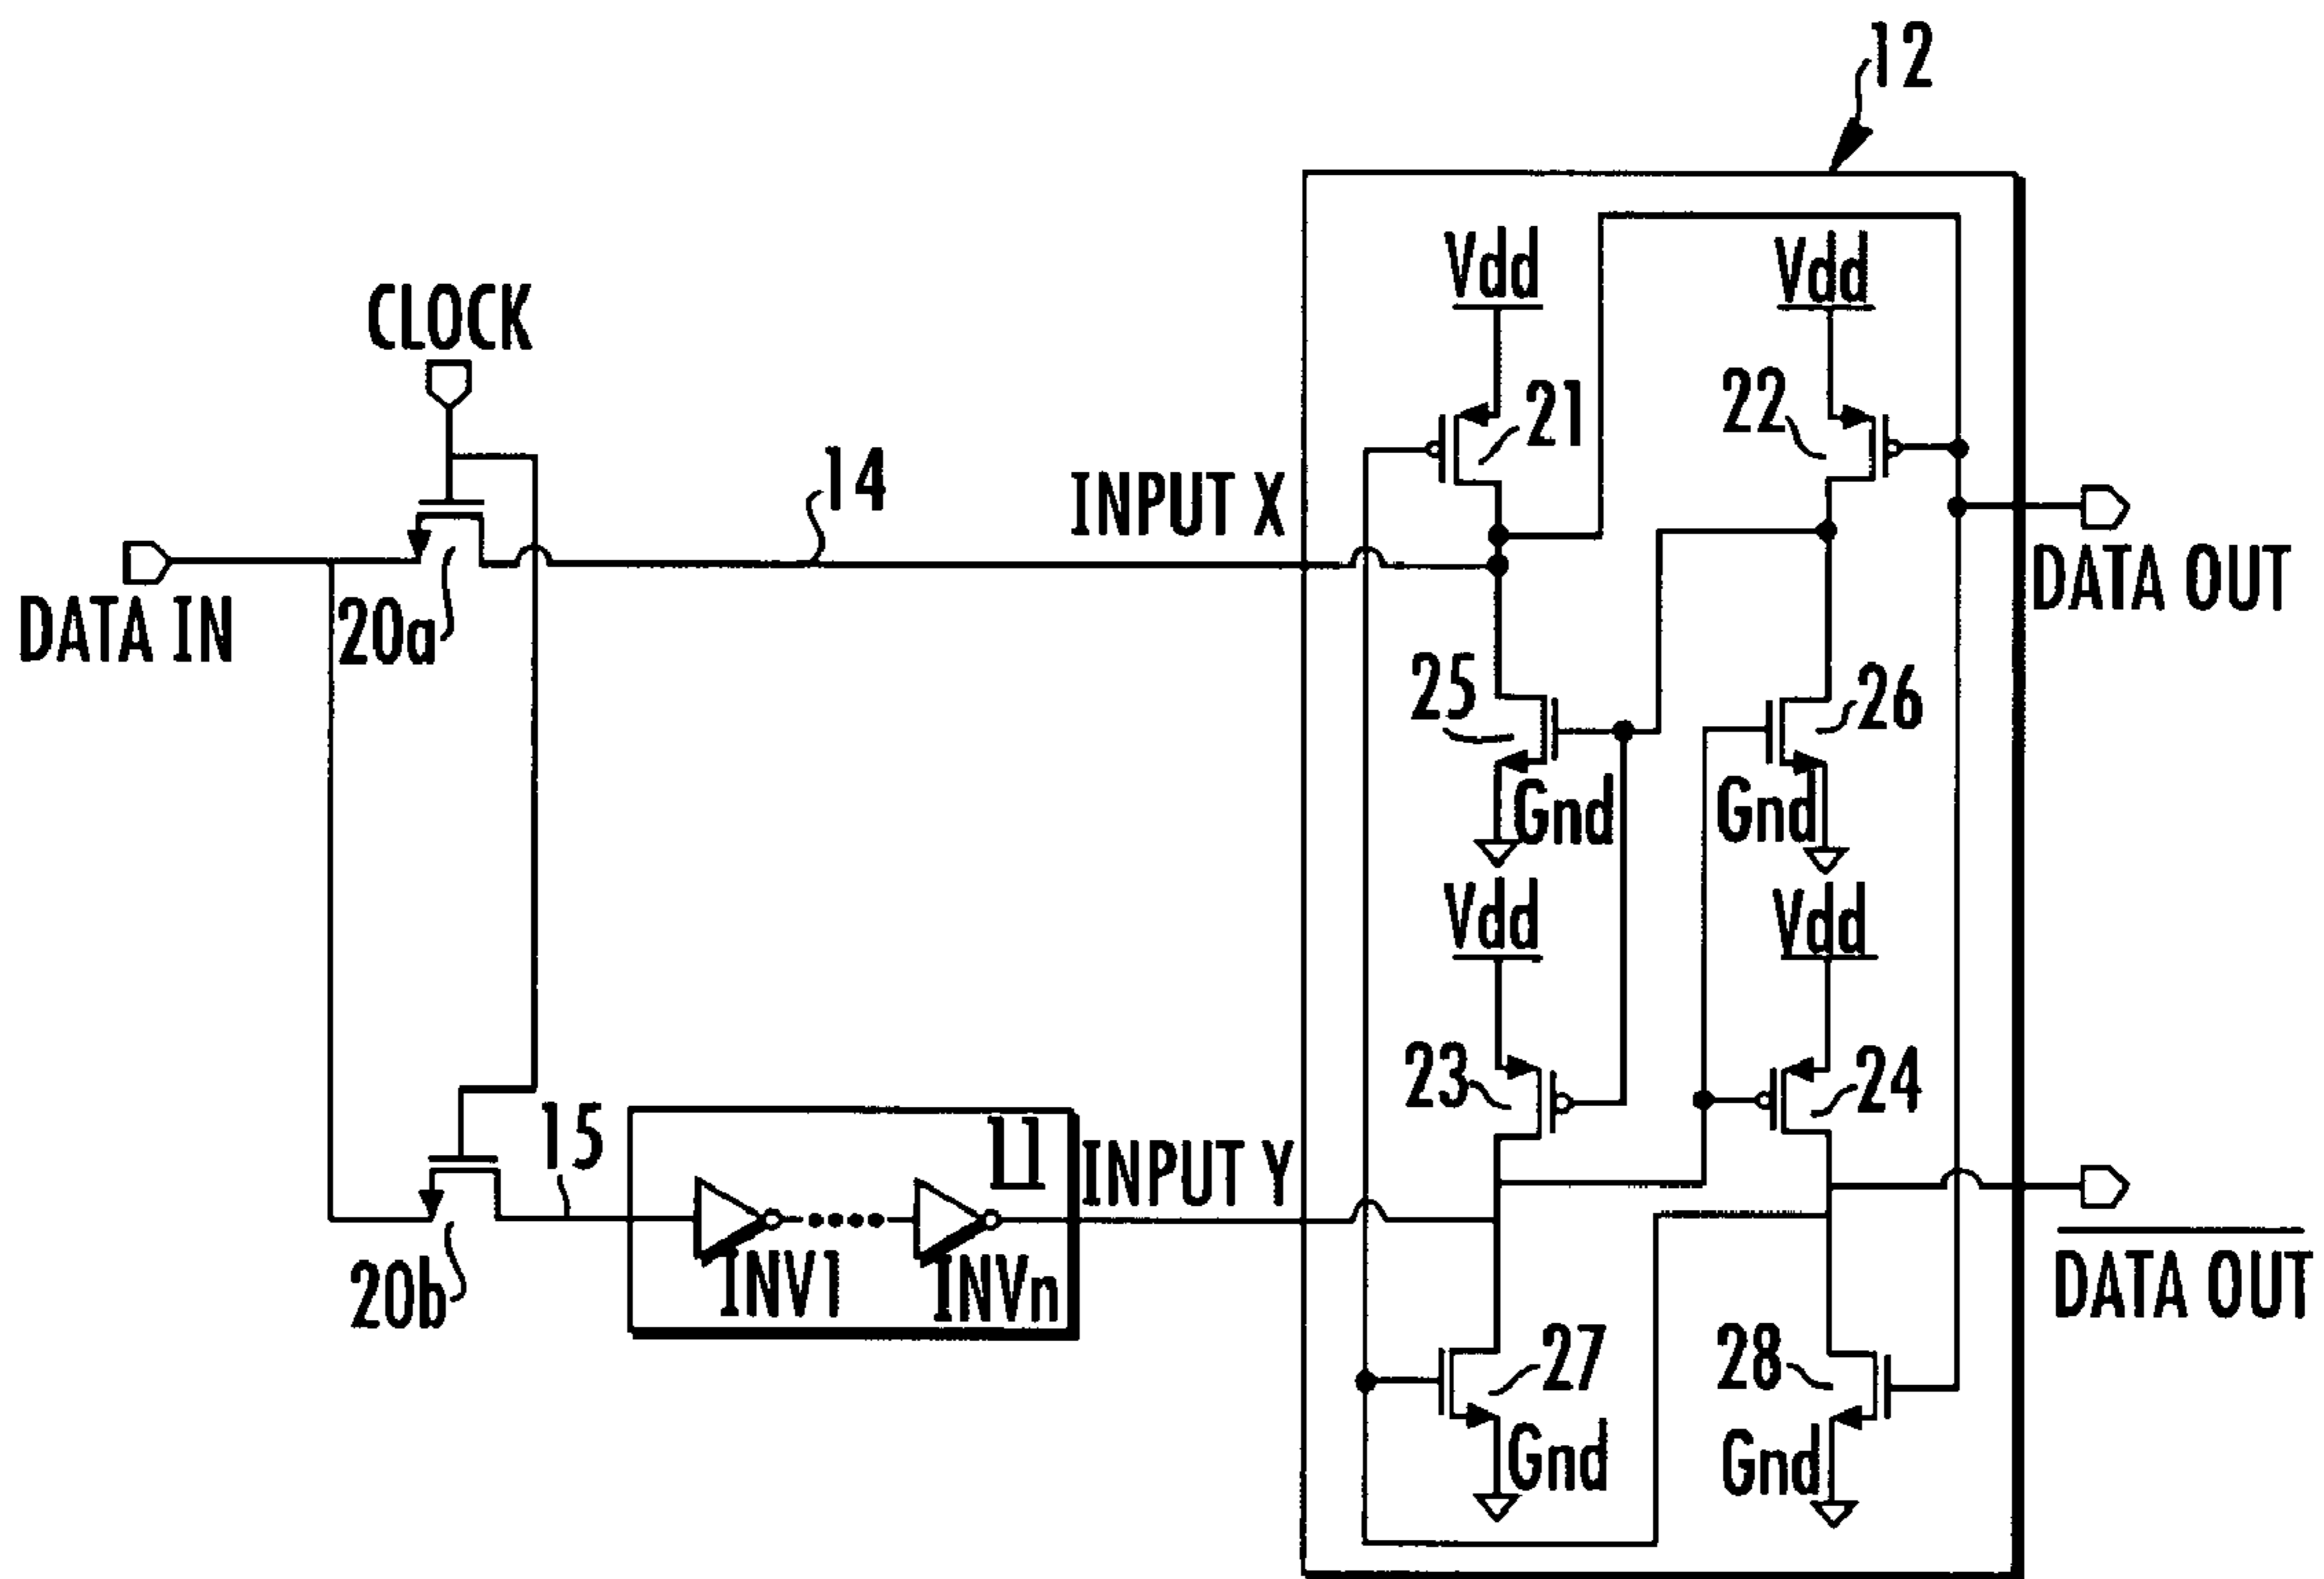 12
Vdd
Vdd
CLOCK
21
22
14
INPUT X
DATA IN
20a
DATA OUT
25
26
Gnd
Gnd
Vdd
Vdd
23
24
15
11
INPUT Y
20b
INV1
INVn
DATA OUT
27
28
Gnd
Gnd